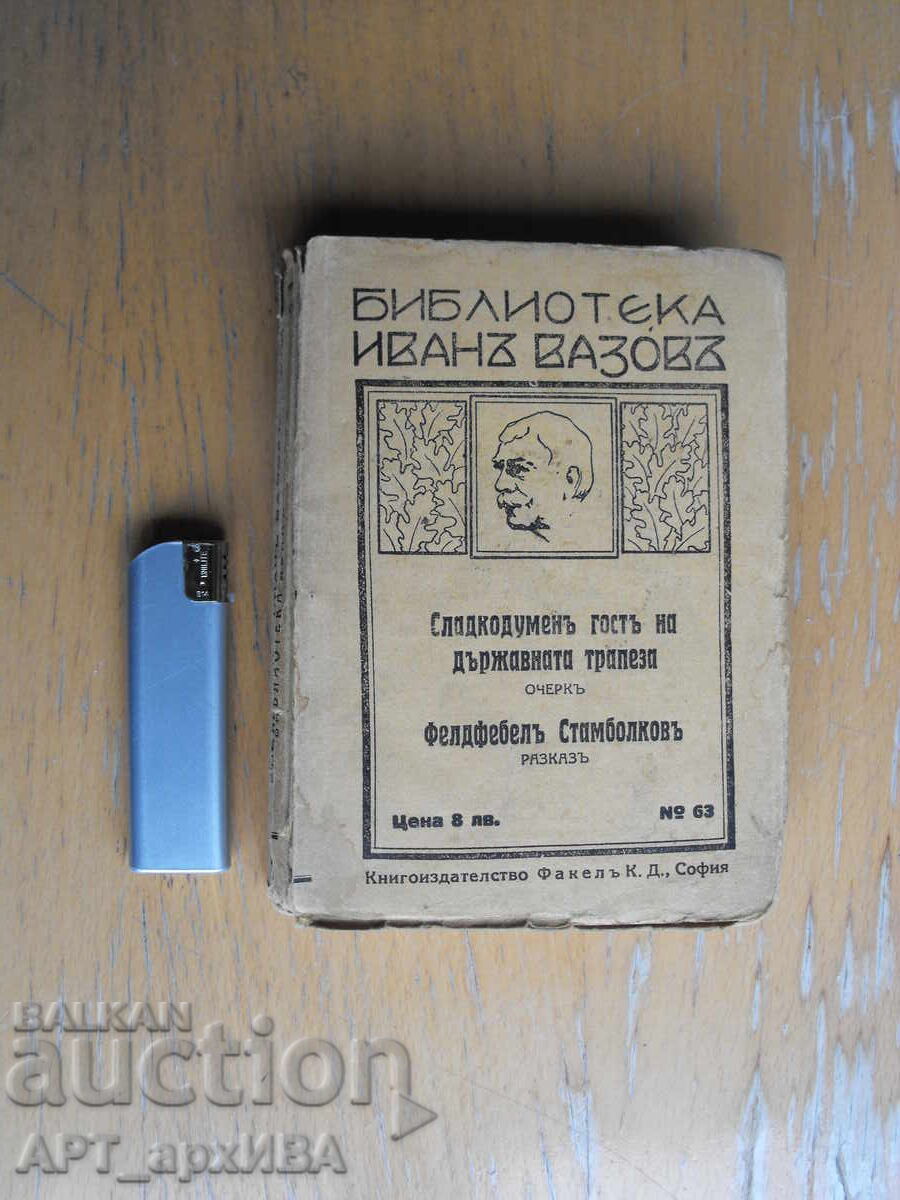 БИБЛИОТЕКА
ИВАНЪ ВАЗОВЪ
Сладкодуменъ гость на
държавната трапеза
ОЧЕРКЪ
Фелдфебелъ Стамболковъ
РАЗКАЗЪ
Цена 8 лв. № 63
Книгоиздателство Факелъ К. Д., София
BALKAN
auction
АРТ_архИВА